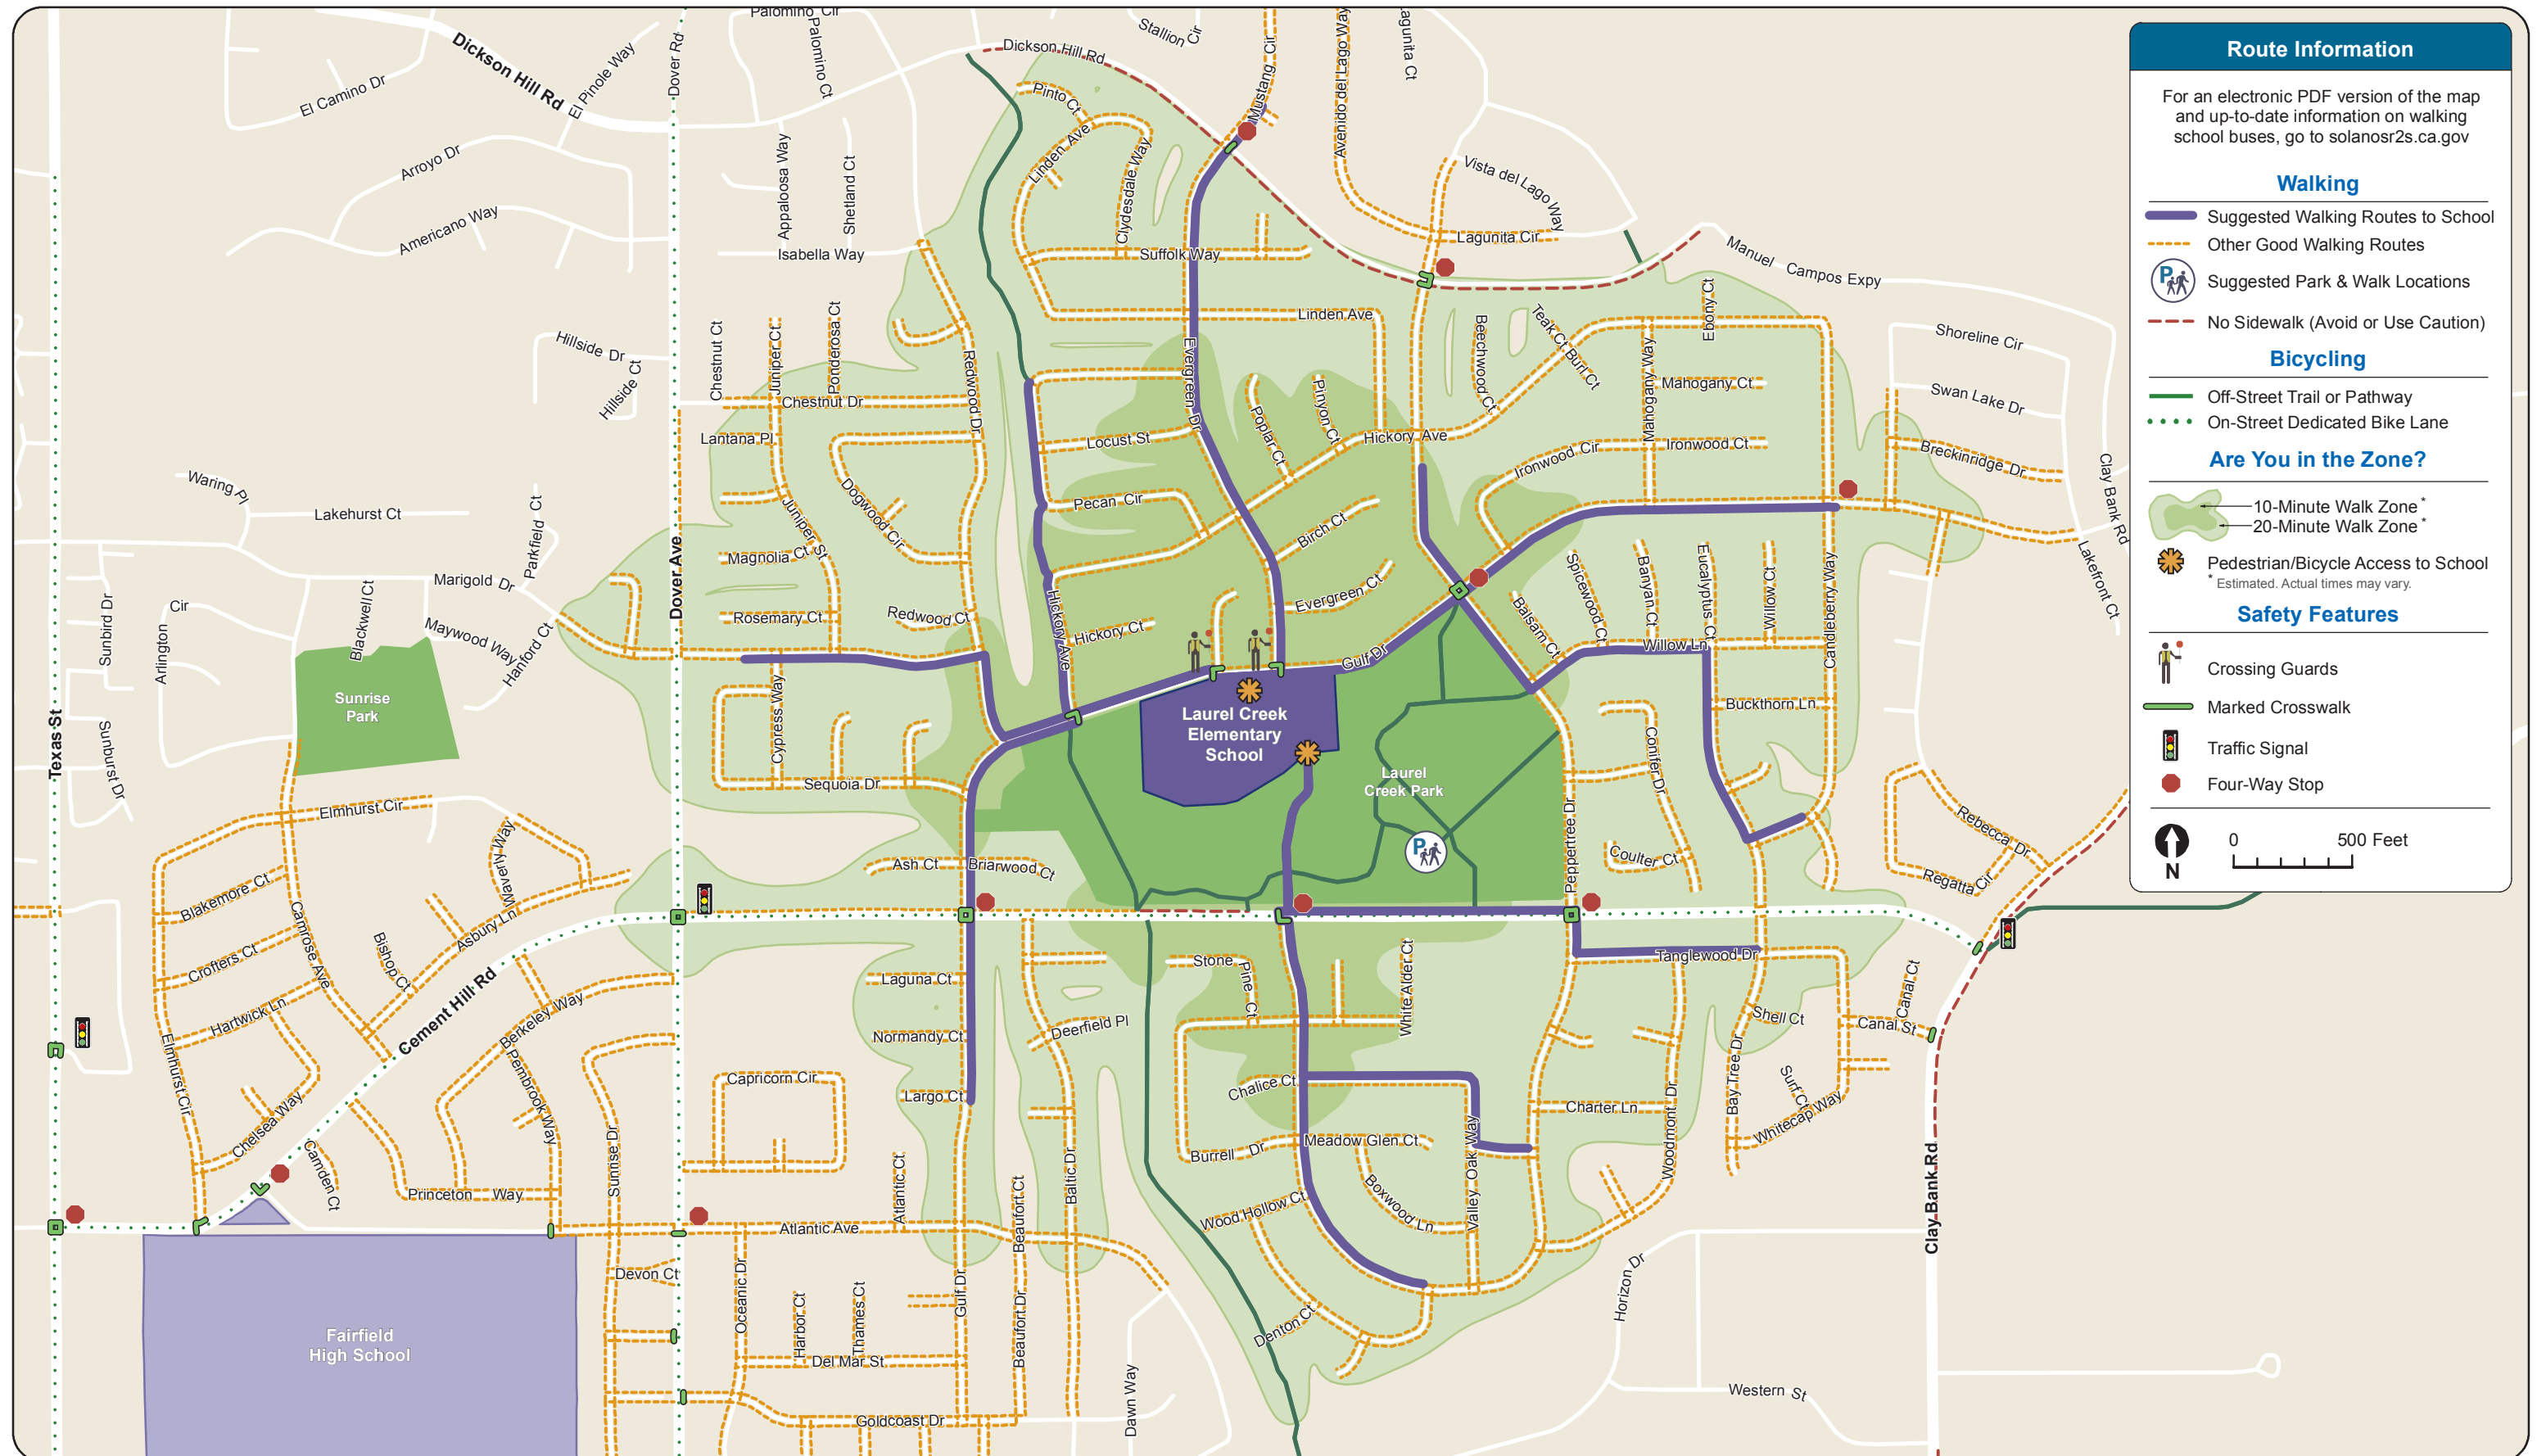 Route Information
For an electronic PDF version of the map
and up-to-date information on walking
school buses, go to solanosr2s.ca.gov
Walking
Suggested Walking Routes to School
Other Good Walking Routes
P
Suggested Park & Walk Locations
No Sidewalk (Avoid or Use Caution)
Bicycling
Off-Street Trail or Pathway
On-Street Dedicated Bike Lane
Are You in the Zone?
10-Minute Walk Zone*
20-Minute Walk Zone*
Pedestrian/Bicycle Access to School
* Estimated. Actual times may vary.
Safety Features
Crossing Guards
Marked Crosswalk
Traffic Signal
Four-Way Stop
N
0 500 Feet
Palomino Cir
Palomino Ct
Stallion Cir
Mustang Cir
Avenido del Lago Way
Lagunita Ct
Dickson Hill Rd
Dickson Hill Rd
El Camino Dr
El Pinole Way
Dover Rd
Arroyo Dr
Americano Way
Appaloosa Way
Shetland Ct
Isabella Way
Pinto Ct
Linden Ave
Clydesdale Way
Suffolk Way
Vista del Lago Way
Lagunita Cir
Manuel Campos Expy
Linden Ave
Shoreline Cir
Swan Lake Dr
Breckinridge Dr
Clay Bank Rd
Lakefront Ct
Hillside Dr
Hillside Ct
Chestnut Ct
Juniper Ct
Ponderosa Ct
Chestnut Dr
Redwood Dr
Lantana Pl
Dogwood Cir
Juniper St
Magnolia Ct
Rosemary Ct
Redwood Ct
Evergreen Dr
Locust St
Pecan Cir
Poplar Ct
Pinyon Ct
Hickory Ave
Birch Ct
Evergreen Ct
Hickory Ct
Hickory Ave
Gulf Dr
Beechwood Ct
Teak Ct
Burl Ct
Ebony Ct
Mahogany Way
Mahogany Ct
Ironwood Cir
Ironwood Ct
Spicewood Ct
Banyan Ct
Eucalyptus Ct
Willow Ct
Candleberry Way
Balsam Ct
Willow Ln
Buckthorn Ln
Conifer Dr
Coulter Ct
Peppertree Dr
Rebecca Dr
Regatta Cir
Waring Pl
Lakehurst Ct
Parkfield Ct
Marigold Dr
Maywood Way
Hanford Ct
Blackwell Ct
Arlington Cir
Sunbird Dr
Sunburst Dr
Texas St
Dover Ave
Sunrise
Park
Cypress Way
Sequoia Dr
Laurel Creek
Elementary
School
Laurel
Creek Park
P
Ash Ct
Briarwood Ct
Elmhurst Cir
Blakemore Ct
Crofters Ct
Hartwick Ln
Camrose Ave
Bishop Ct
Asbury Ln
Waverly Way
Cement Hill Rd
Berkeley Way
Pembrook Way
Elmhurst Cir
Chelsea Way
Camden Ct
Princeton Way
Sunrise Dr
Fairfield
High School
Laguna Ct
Normandy Ct
Largo Ct
Capricorn Cir
Deerfield Pl
Atlantic Ct
Atlantic Ave
Beaufort Ct
Baltic Dr
Devon Ct
Oceanic Dr
Harbor Ct
Thames Ct
Gulf Dr
Beaufort Dr
Del Mar St
Goldcoast Dr
Dawn Way
Stone Pine Ct
White Alder Ct
Chalice Ct
Burrell Dr
Meadow Glen Ct
Wood Hollow Ct
Boxwood Ln
Valley Oak Way
Denton Ct
Tanglewood Dr
Shell Ct
Canal St
Canal Ct
Bay Tree Dr
Surf Ct
Whitecap Way
Charter Ln
Woodmont Dr
Clay Bank Rd
Horizon Dr
Western St